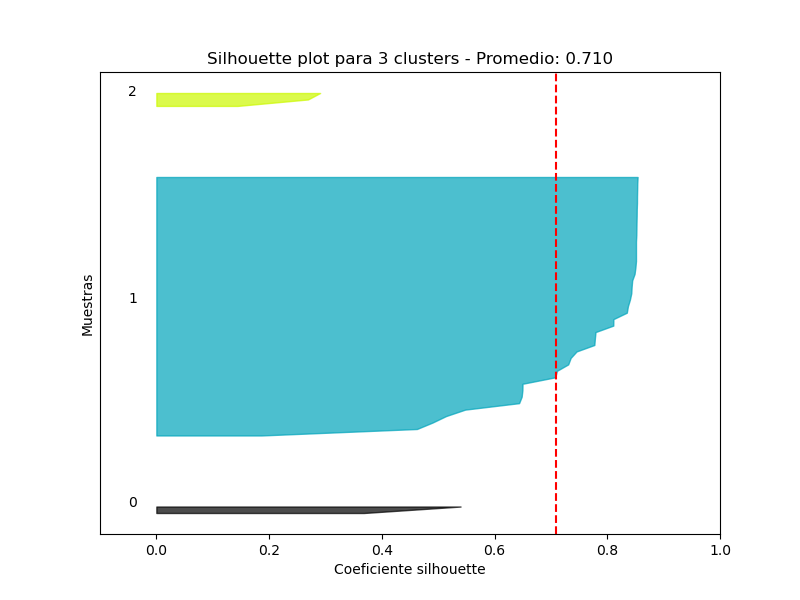 Silhouette plot para 3 clusters - Promedio: 0.710
2
1
0
Muestras
0.0 0.2 0.4 0.6 0.8 1.0
Coeficiente silhouette